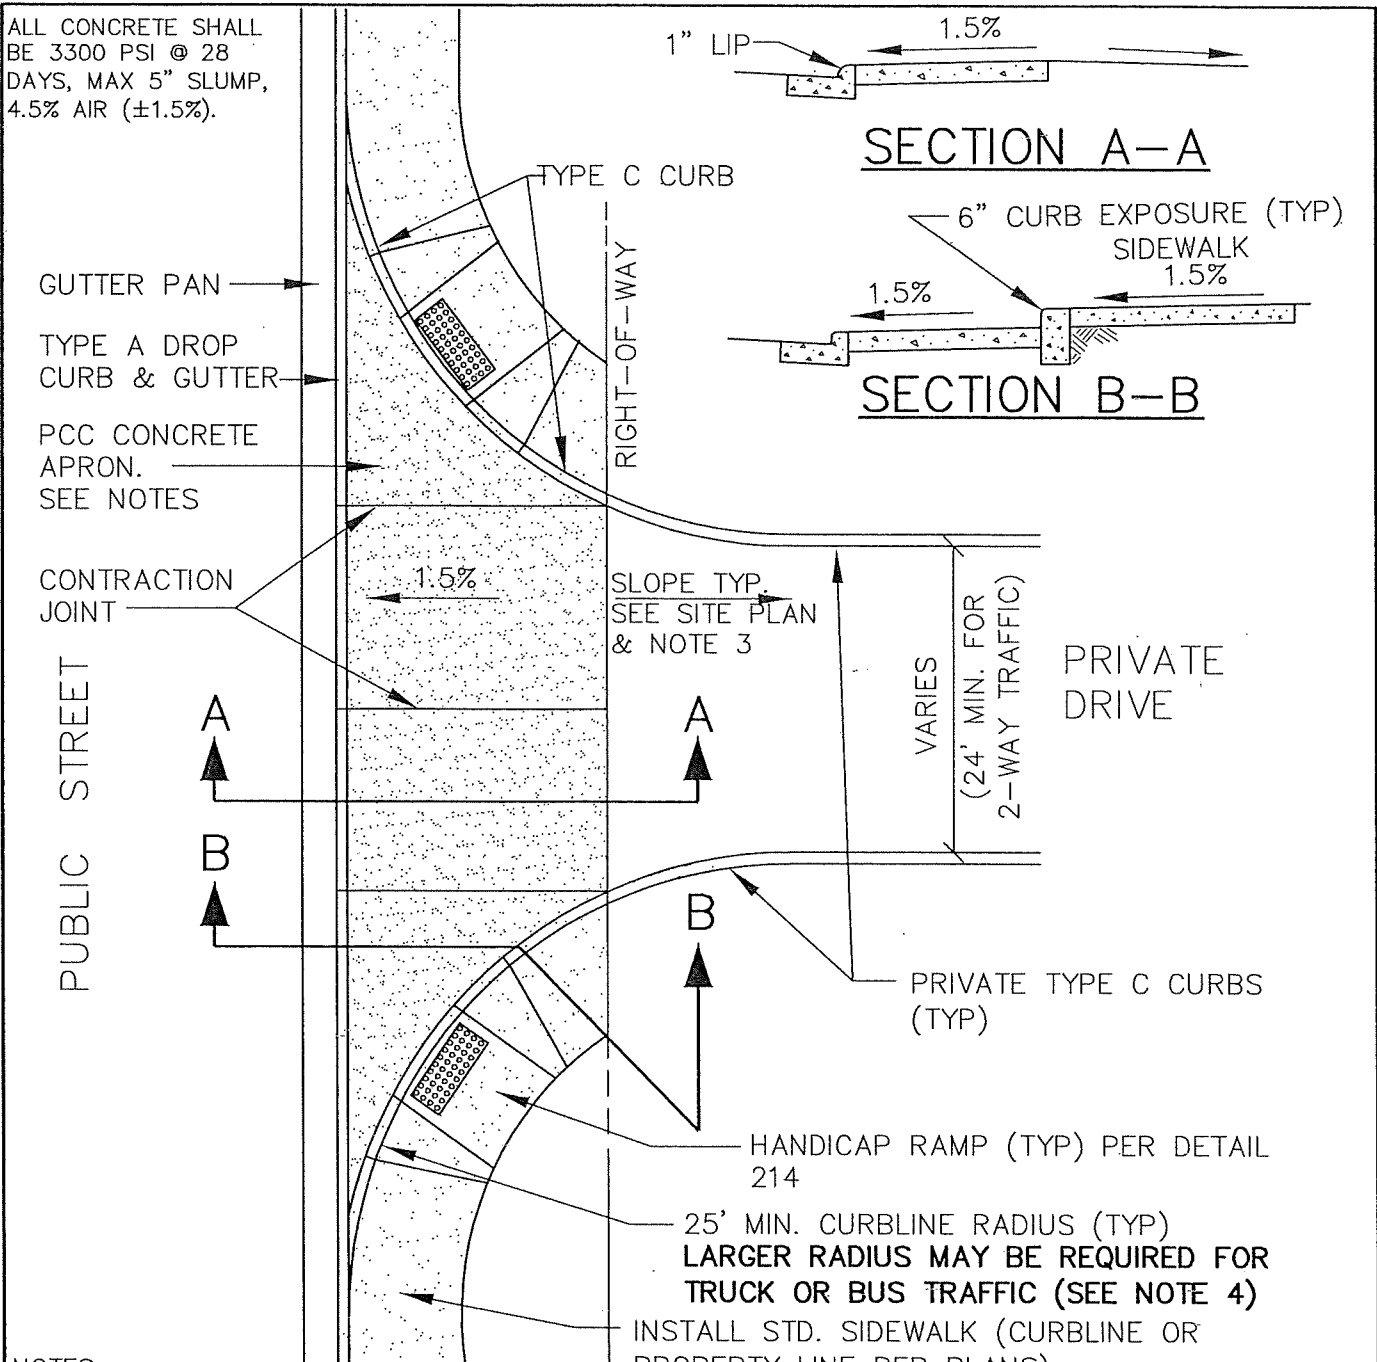 ALL CONCRETE SHALL
BE 3300 PSI @ 28
DAYS, MAX 5” SLUMP,
4.5% AIR (±1.5%).
1” LIP
1.5%
SECTION A–A
TYPE C CURB
6” CURB EXPOSURE (TYP)
SIDEWALK
1.5%
1.5%
SECTION B–B
GUTTER PAN
TYPE A DROP
CURB & GUTTER
PCC CONCRETE
APRON.
SEE NOTES
RIGHT–OF–WAY
CONTRACTION
JOINT
1.5%
SLOPE TYP.
SEE SITE PLAN
& NOTE 3
VARIES
(24’ MIN. FOR
2–WAY TRAFFIC)
PRIVATE
DRIVE
PUBLIC STREET
A
A
B
B
PRIVATE TYPE C CURBS
(TYP)
HANDICAP RAMP (TYP) PER DETAIL
214
25’ MIN. CURBLINE RADIUS (TYP)
LARGER RADIUS MAY BE REQUIRED FOR
TRUCK OR BUS TRAFFIC (SEE NOTE 4)
INSTALL STD. SIDEWALK (CURBLINE OR
PROPERTY LINE PER PLANS)
NOTES